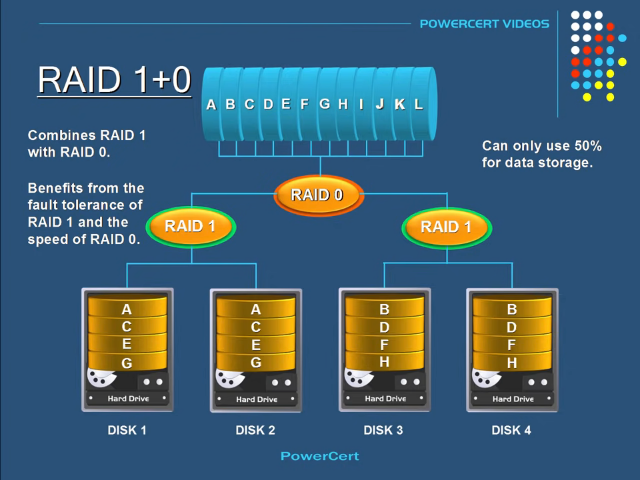 POWERCERT VIDEOS
RAID 1+0
A B C D E F G H I J K L
Combines RAID 1
with RAID 0.
Can only use 50%
for data storage.
Benefits from the
fault tolerance of
RAID 1 and the
speed of RAID 0.
RAID 0
RAID 1
RAID 1
A
C
E
G
Hard Drive
DISK 1
A
C
E
G
Hard Drive
DISK 2
B
D
F
H
Hard Drive
DISK 3
B
D
F
H
Hard Drive
DISK 4
PowerCert